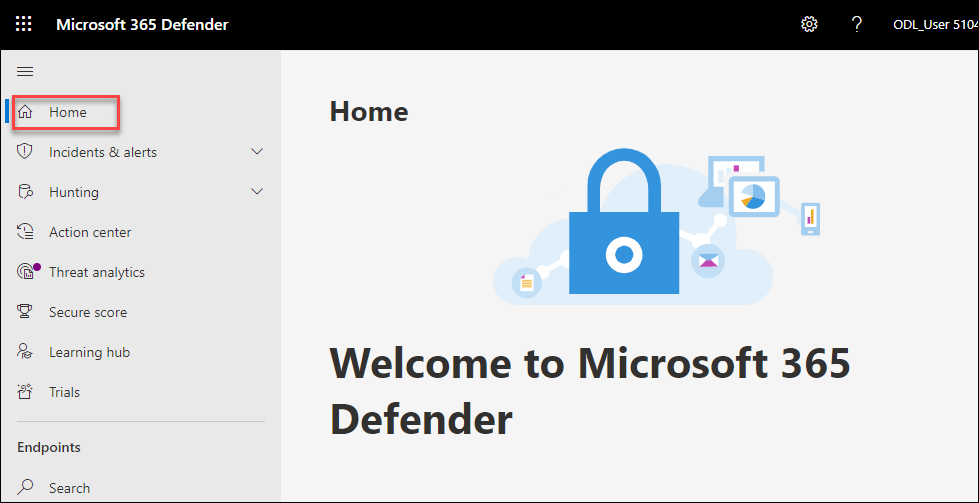 Microsoft 365 Defender
? ODL_User 5104
Home
Incidents & alerts
Hunting
Action center
Threat analytics
Secure score
Learning hub
Trials
Endpoints
Search
Home
Welcome to Microsoft 365
Defender